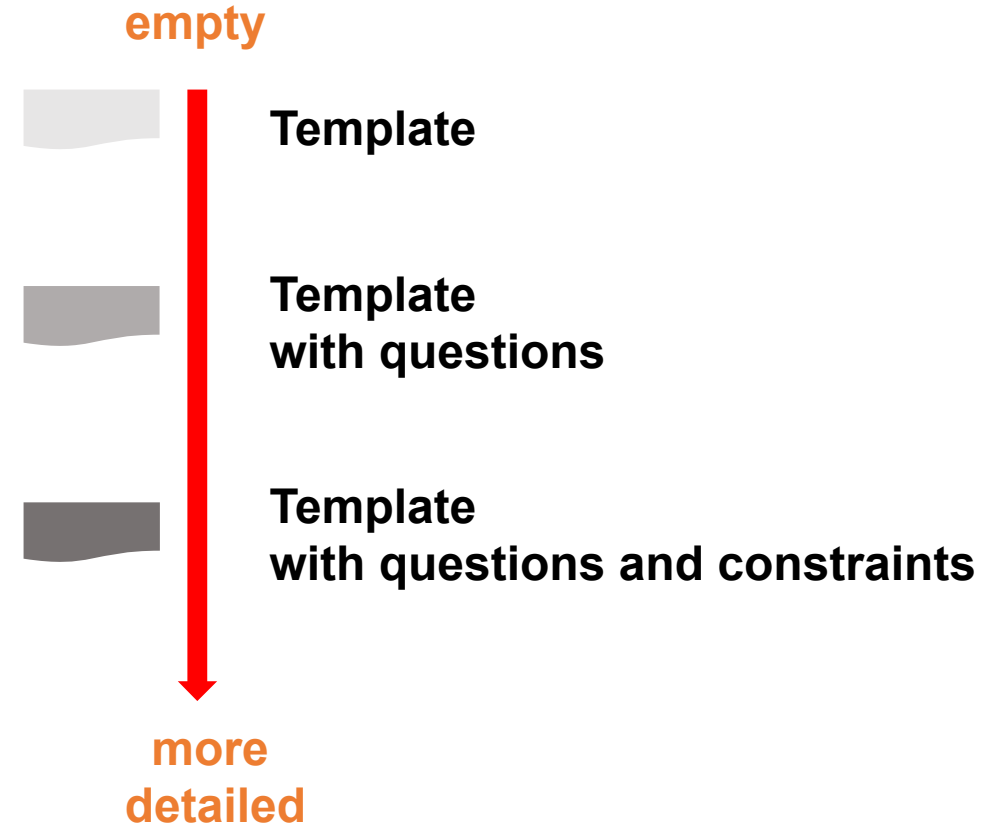 empty
Template
Template
with questions
Template
with questions and constraints
more
detailed